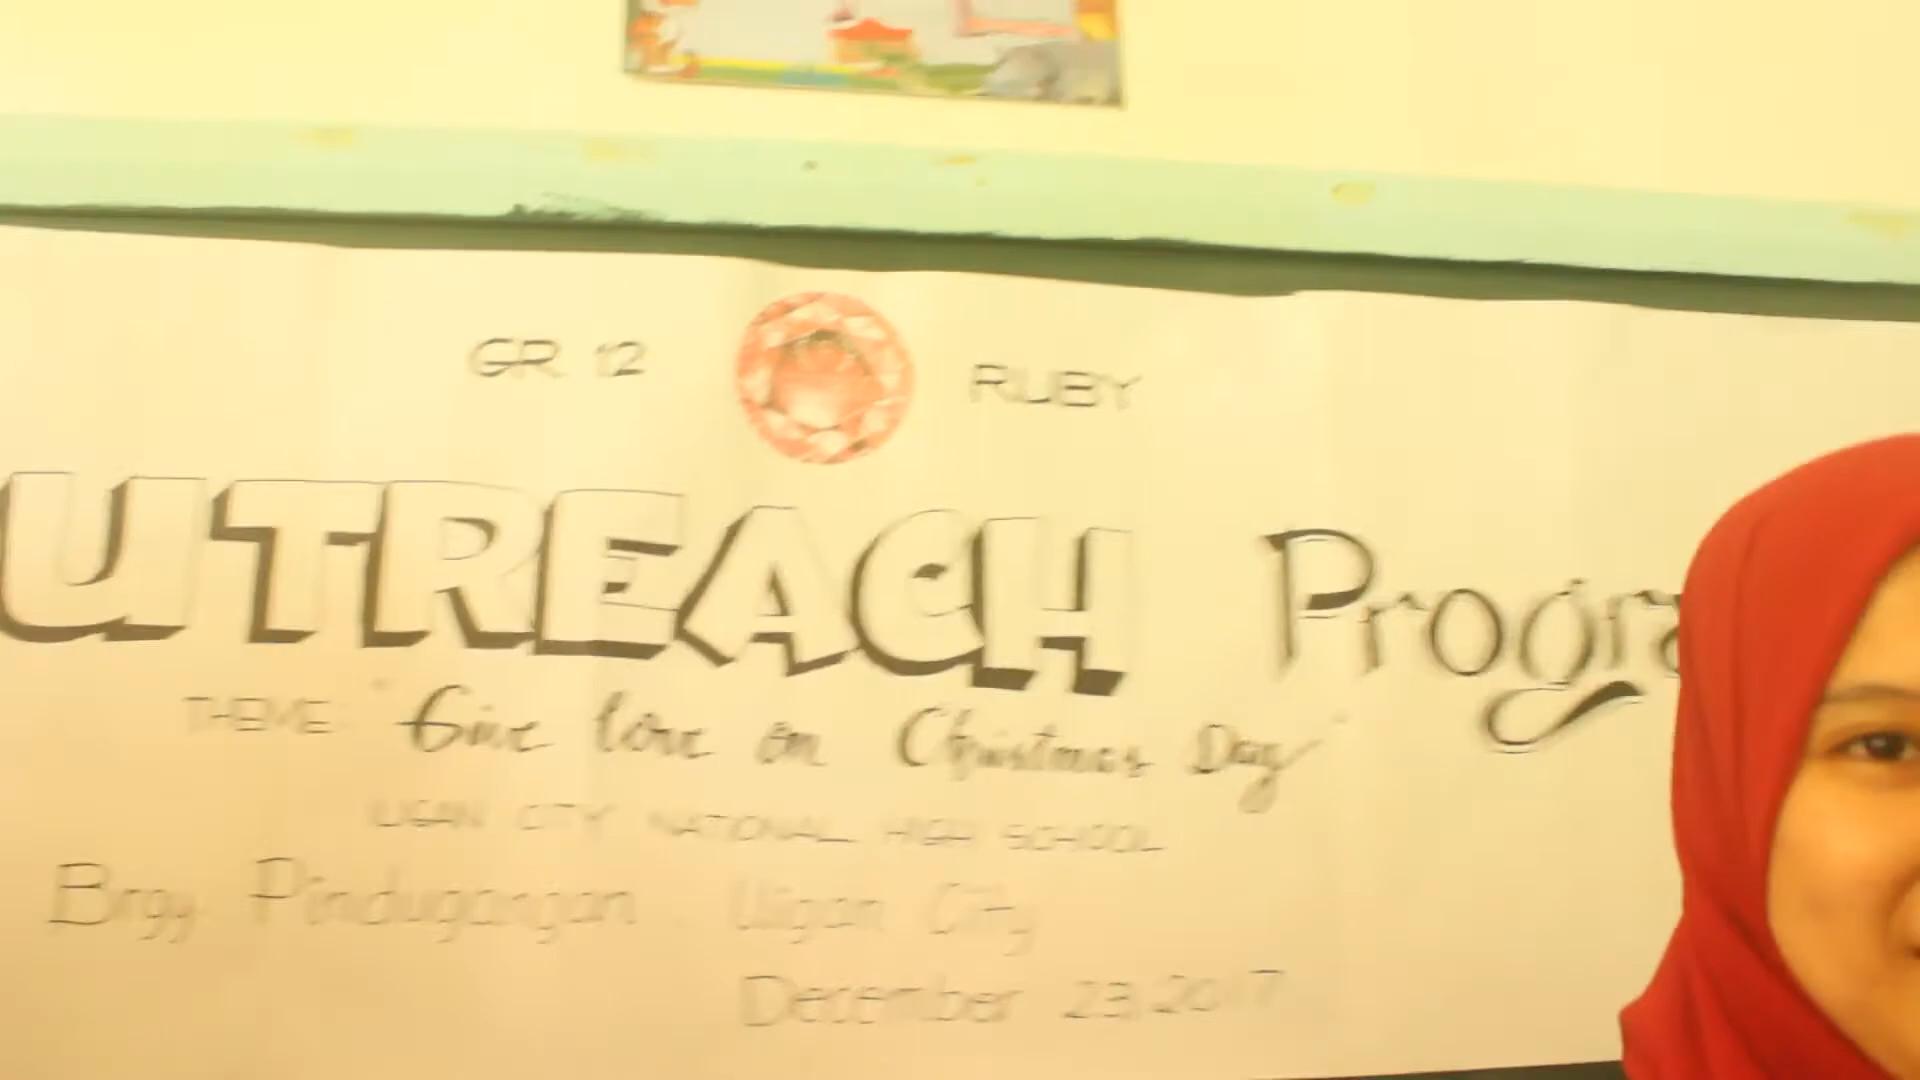 GR 12 RUBY
UTREACH Progra
THEME: "Give love on Christmas Day"
ILIGAN CITY NATIONAL HIGH SCHOOL
Brgy. Pindugangan, Iligan City
December 23, 2017